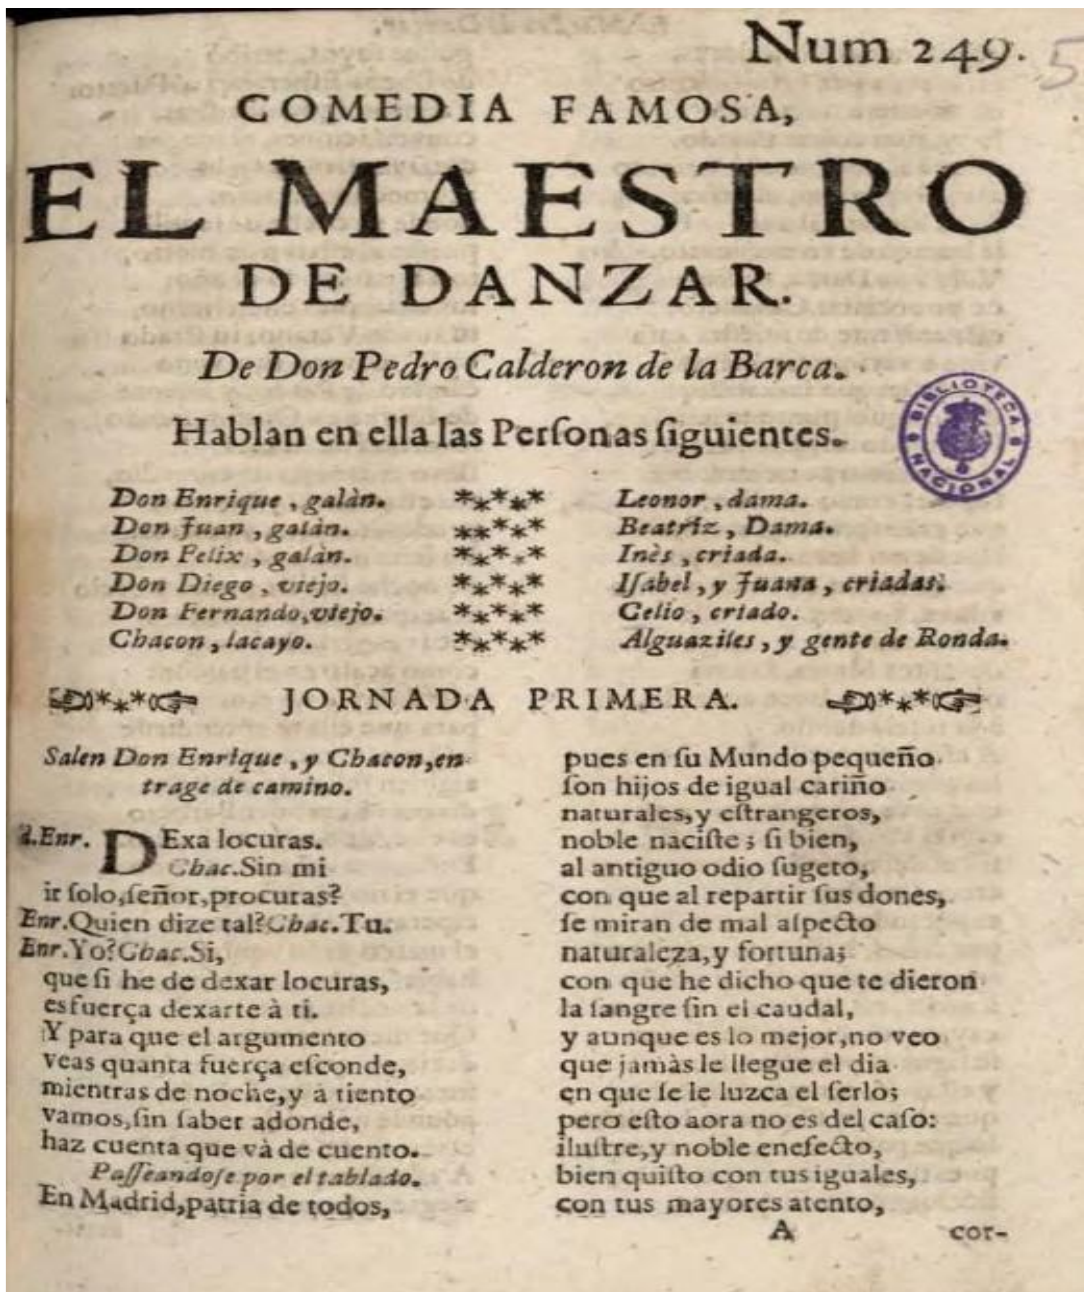 Num 249.
5
COMEDIA FAMOSA,
EL MAESTRO
DE DANZAR.
De Don Pedro Calderon de la Barca.
Hablan en ella las Perſonas ſiguientes.
BIBLIOTECA NACIONAL
Don Enrique, galàn. ***** Leonor, dama.
Don Juan, galàn. ***** Beatriz, Dama.
Don Felix, galàn. ***** Inès, criada.
Don Diego, viejo. ***** Iſabel, y Juana, criadas.
Don Fernando, viejo. ***** Celio, criado.
Chacon, lacayo. ***** Alguaziles, y gente de Ronda.
*** JORNADA PRIMERA. ***
Salen Don Enrique, y Chacon, en
trage de camino.
d.Enr. DExa locuras.
Chac. Sin mi
ir ſolo, ſeñor, procuras?
Enr. Quien dize tal? Chac. Tu.
Enr. Yo? Chac. Si,
que ſi he de dexar locuras,
es fuerça dexarte à ti.
Y para que el argumento
veas quanta fuerça eſconde,
mientras de noche, y à tiento
vamos, ſin ſaber adonde,
haz cuenta que và de cuento.
Paſſeandoſe por el tablado.
En Madrid, patria de todos,
pues en ſu Mundo pequeño
ſon hijos de igual cariño
naturales, y eſtrangeros,
noble naciſte; ſi bien,
al antiguo odio ſugeto,
con que al repartir ſus dones,
ſe miran de mal aſpecto
naturaleza, y fortuna;
con que he dicho que te dieron
la ſangre ſin el caudal,
y aunque es lo mejor, no veo
que jamàs le llegue el dia
en que ſe le luzca el ſerlo;
pero eſto aora no es del caſo:
iluſtre, y noble enefecto,
bien quiſto con tus iguales,
con tus mayores atento,
A cor-